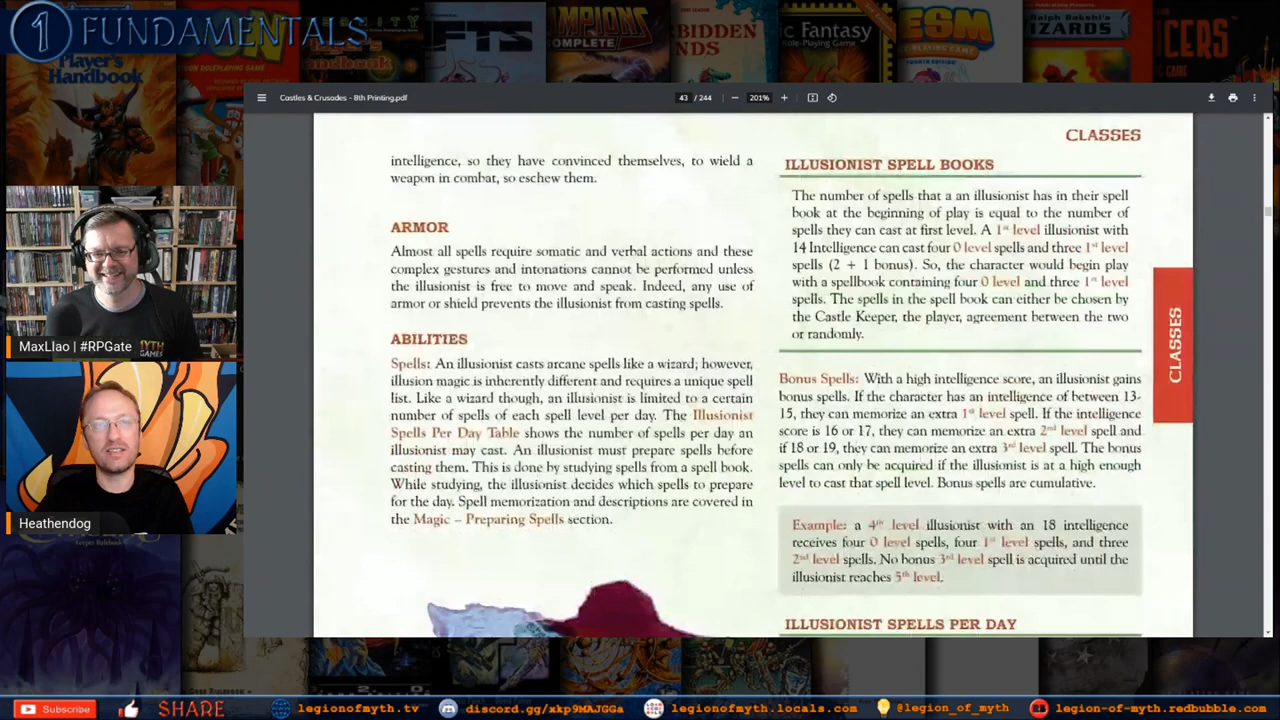 1 FUNDAMENTALS
Player's
Handbook
CHAMPIONS
COMPLETE
Castles & Crusades - 8th Printing.pdf
43 / 244
201%
CLASSES
intelligence, so they have convinced themselves, to wield a
weapon in combat, so eschew them.
ARMOR
Almost all spells require somatic and verbal actions and these
complex gestures and intonations cannot be performed unless
the illusionist is free to move and speak. Indeed, any use of
armor or shield prevents the illusionist from casting spells.
ABILITIES
Spells: An illusionist casts arcane spells like a wizard; however,
illusion magic is inherently different and requires a unique spell
list. Like a wizard though, an illusionist is limited to a certain
number of spells of each spell level per day. The Illusionist
Spells Per Day Table shows the number of spells per day an
illusionist may cast. An illusionist must prepare spells before
casting them. This is done by studying spells from a spell book.
While studying, the illusionist decides which spells to prepare
for the day. Spell memorization and descriptions are covered in
the Magic – Preparing Spells section.
ILLUSIONIST SPELL BOOKS
The number of spells that a an illusionist has in their spell
book at the beginning of play is equal to the number of
spells they can cast at first level. A 1st level illusionist with
14 Intelligence can cast four 0 level spells and three 1st level
spells (2 + 1 bonus). So, the character would begin play
with a spellbook containing four 0 level and three 1st level
spells. The spells in the spell book can either be chosen by
the Castle Keeper, the player, agreement between the two
or randomly.
Bonus Spells: With a high intelligence score, an illusionist gains
bonus spells. If the character has an intelligence of between 13-
15, they can memorize an extra 1st level spell. If the intelligence
score is 16 or 17, they can memorize an extra 2nd level spell and
if 18 or 19, they can memorize an extra 3rd level spell. The bonus
spells can only be acquired if the illusionist is at a high enough
level to cast that spell level. Bonus spells are cumulative.
Example: a 4th level illusionist with an 18 intelligence
receives four 0 level spells, four 1st level spells, and three
2nd level spells. No bonus 3rd level spell is acquired until the
illusionist reaches 5th level.
ILLUSIONIST SPELLS PER DAY
CLASSES
MaxLIao | #RPGate
MYTH
GAMES
Heathendog
Subscribe
SHARE
legionofmyth.tv
discord.gg/xkp9MAJGGa
legionofmyth.locals.com
@legion_of_myth
legion-of-myth.redbubble.com